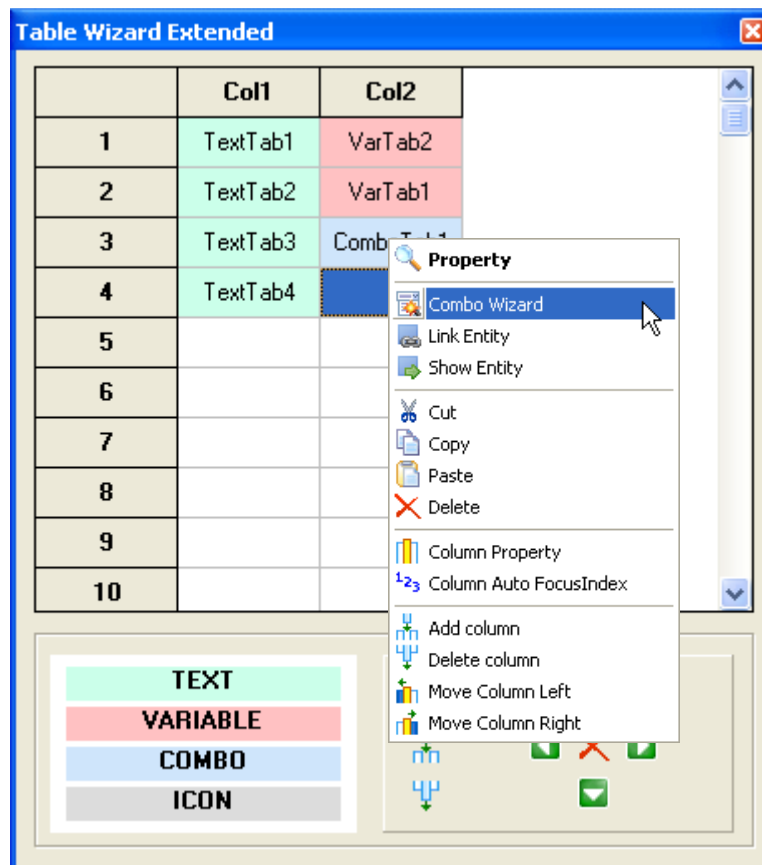 Table Wizard Extended
Col1 Col2
1 TextTab1 VarTab2
2 TextTab2 VarTab1
3 TextTab3
4 TextTab4
5
6
7
8
9
10
Property
Combo Wizard
Link Entity
Show Entity
Cut
Copy
Paste
Delete
Column Property
123 Column Auto FocusIndex
Add column
Delete column
Move Column Left
Move Column Right
TEXT
VARIABLE
COMBO
ICON